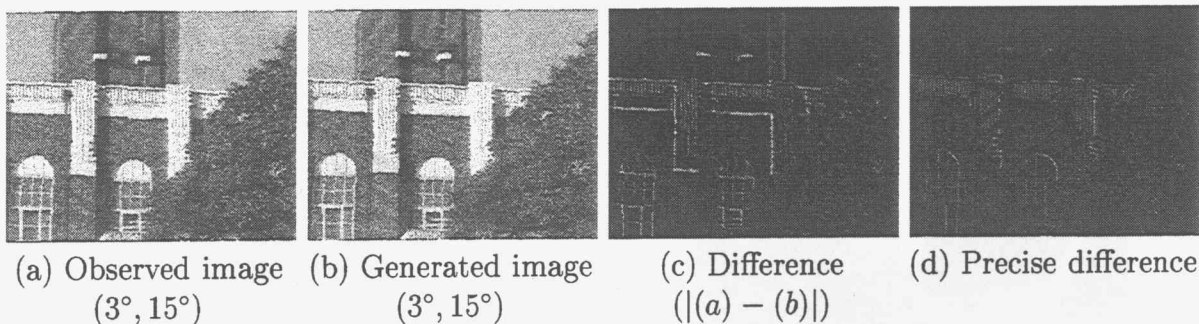 (a) Observed image
(3°, 15°)
(b) Generated image
(3°, 15°)
(c) Difference
(|(a) − (b)|)
(d) Precise difference